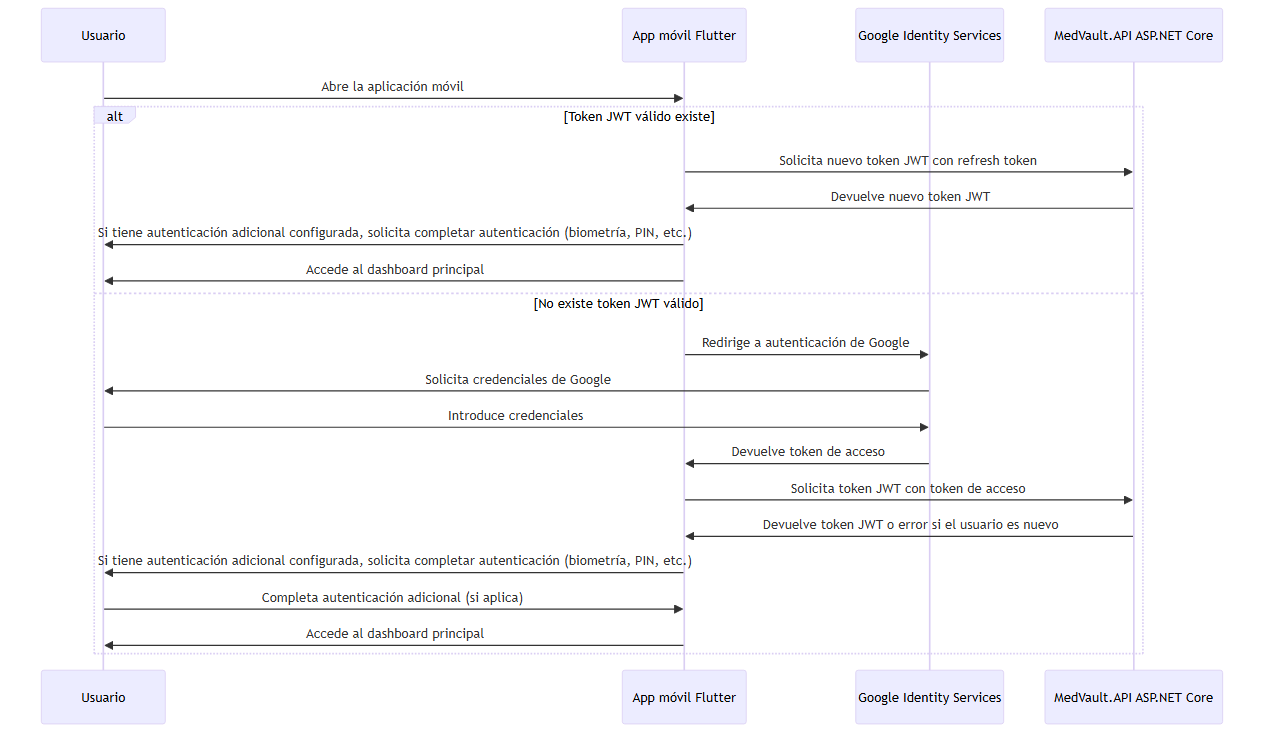 Usuario
App móvil Flutter
Google Identity Services
MedVault.API ASP.NET Core
Abre la aplicación móvil
alt
[Token JWT válido existe]
Solicita nuevo token JWT con refresh token
Devuelve nuevo token JWT
Si tiene autenticación adicional configurada, solicita completar autenticación (biometría, PIN, etc.)
Accede al dashboard principal
[No existe token JWT válido]
Redirige a autenticación de Google
Solicita credenciales de Google
Introduce credenciales
Devuelve token de acceso
Solicita token JWT con token de acceso
Devuelve token JWT o error si el usuario es nuevo
Si tiene autenticación adicional configurada, solicita completar autenticación (biometría, PIN, etc.)
Completa autenticación adicional (si aplica)
Accede al dashboard principal
Usuario
App móvil Flutter
Google Identity Services
MedVault.API ASP.NET Core